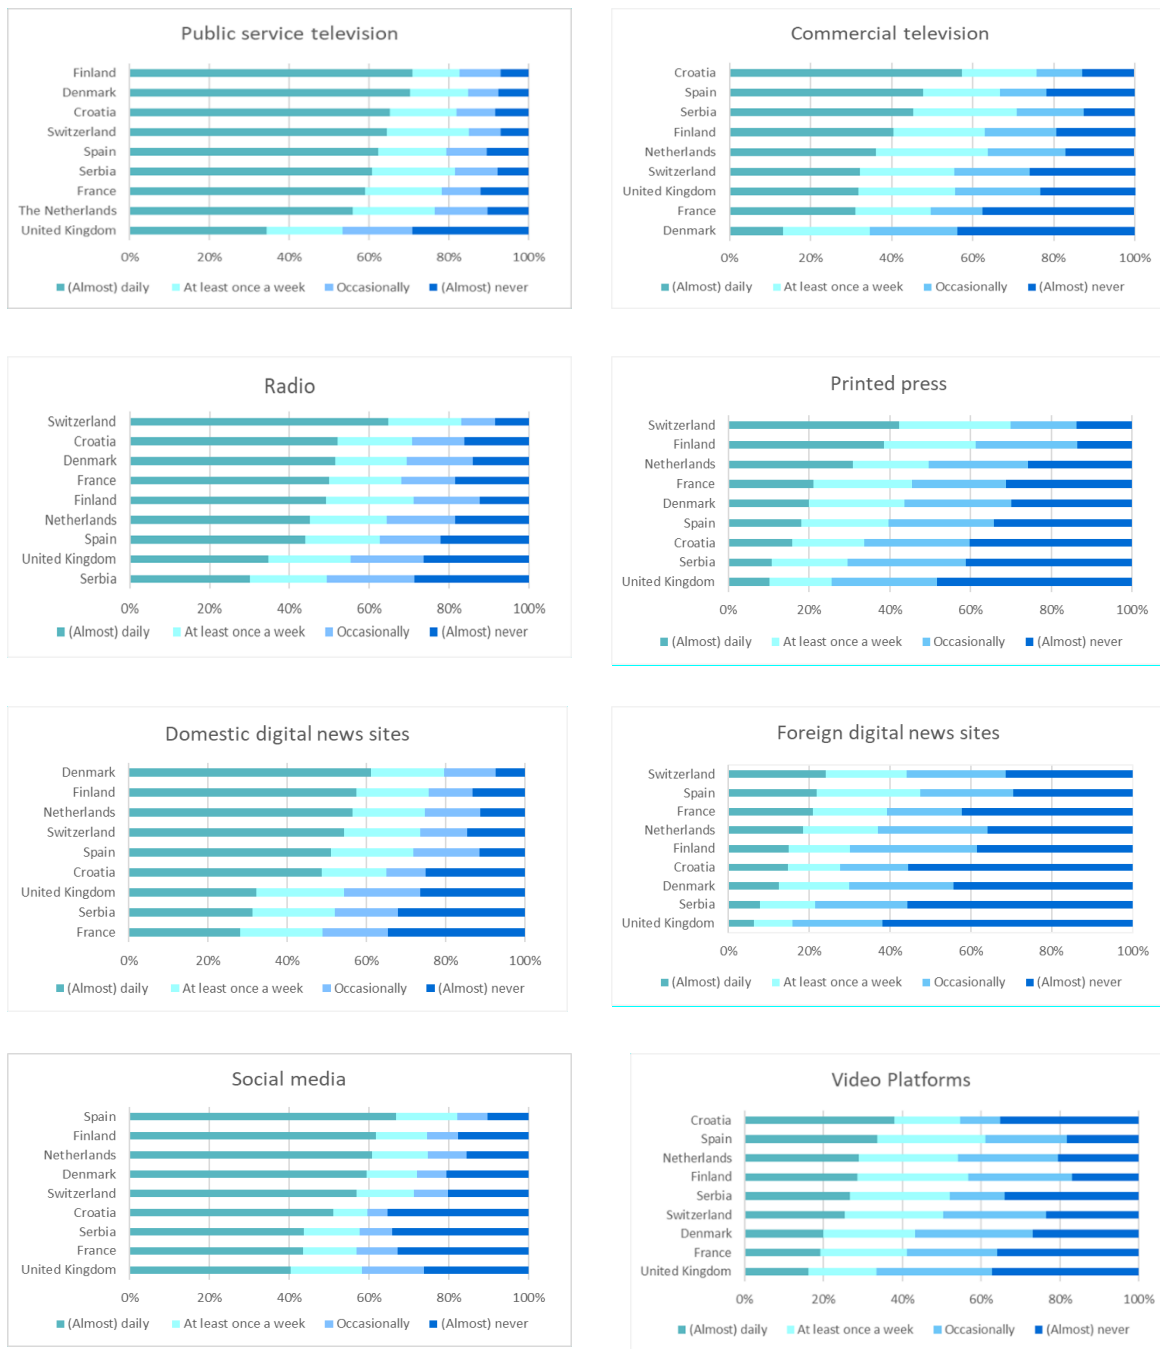 Public service television
Finland
Denmark
Croatia
Switzerland
Spain
Serbia
France
The Netherlands
United Kingdom
0% 20% 40% 60% 80% 100%
(Almost) daily At least once a week Occasionally (Almost) never
Commercial television
Croatia
Spain
Serbia
Finland
Netherlands
Switzerland
United Kingdom
France
Denmark
0% 20% 40% 60% 80% 100%
(Almost) daily At least once a week Occasionally (Almost) never
Radio
Switzerland
Croatia
Denmark
France
Finland
Netherlands
Spain
United Kingdom
Serbia
0% 20% 40% 60% 80% 100%
(Almost) daily At least once a week Occasionally (Almost) never
Printed press
Switzerland
Finland
Netherlands
France
Denmark
Spain
Croatia
Serbia
United Kingdom
0% 20% 40% 60% 80% 100%
(Almost) daily At least once a week Occasionally (Almost) never
Domestic digital news sites
Denmark
Finland
Netherlands
Switzerland
Spain
Croatia
United Kingdom
Serbia
France
0% 20% 40% 60% 80% 100%
(Almost) daily At least once a week Occasionally (Almost) never
Foreign digital news sites
Switzerland
Spain
France
Netherlands
Finland
Croatia
Denmark
Serbia
United Kingdom
0% 20% 40% 60% 80% 100%
(Almost) daily At least once a week Occasionally (Almost) never
Social media
Spain
Finland
Netherlands
Denmark
Switzerland
Croatia
Serbia
France
United Kingdom
0% 20% 40% 60% 80% 100%
(Almost) daily At least once a week Occasionally (Almost) never
Video Platforms
Croatia
Spain
Netherlands
Finland
Serbia
Switzerland
Denmark
France
United Kingdom
0% 20% 40% 60% 80% 100%
(Almost) daily At least once a week Occasionally (Almost) never